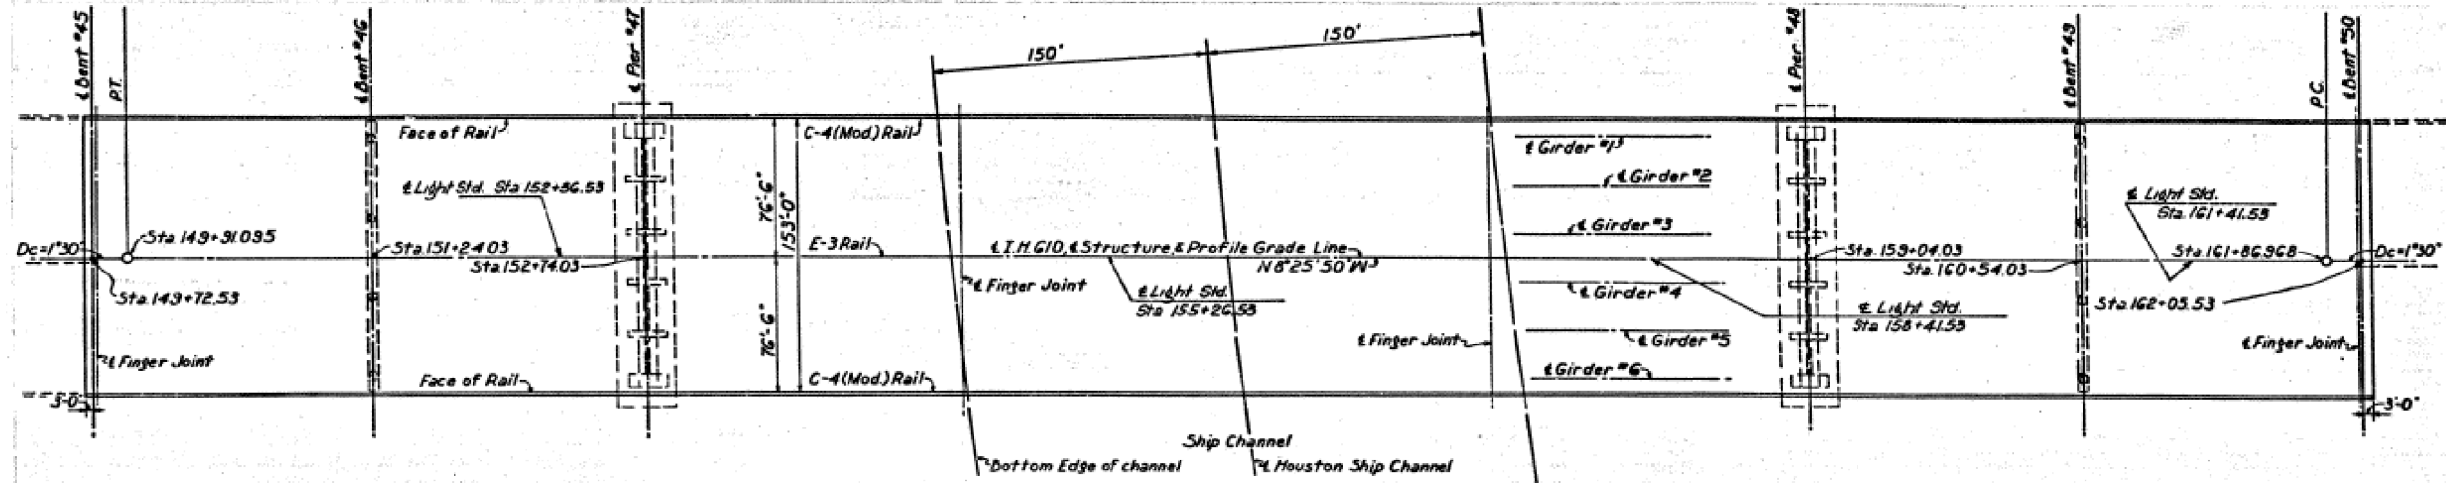 ℄ Bent #45
P.T.
℄ Bent #46
℄ Pier #47
150'
150'
℄ Pier #48
℄ Bent #49
P.C.
℄ Bent #50
Face of Rail
C-4(Mod.)Rail
℄ Girder #1
℄ Girder #2
℄ Girder #3
℄ Light Std. Sta 152+36.53
76'-6"
153'-0"
℄ Light Std.
Sta. 161+41.53
Dc=1°30'
Sta. 149+91.095
Sta. 151+24.03
Sta. 152+74.03
E-3 Rail
℄ I.H. 610, ℄ Structure, & Profile Grade Line
N 8° 25' 50" W
Sta. 159+04.03
Sta. 160+54.03
Sta. 161+86.968
Dc=1°30'
Sta. 149+72.53
℄ Finger Joint
℄ Light Std.
Sta 155+26.53
℄ Girder #4
℄ Light Std.
Sta 158+41.53
Sta. 162+05.53
℄ Finger Joint
76'-6"
℄ Finger Joint
℄ Girder #5
℄ Finger Joint
Face of Rail
C-4(Mod.)Rail
℄ Girder #6
3'-0"
3'-0"
Ship Channel
Bottom Edge of channel
℄ Houston Ship Channel